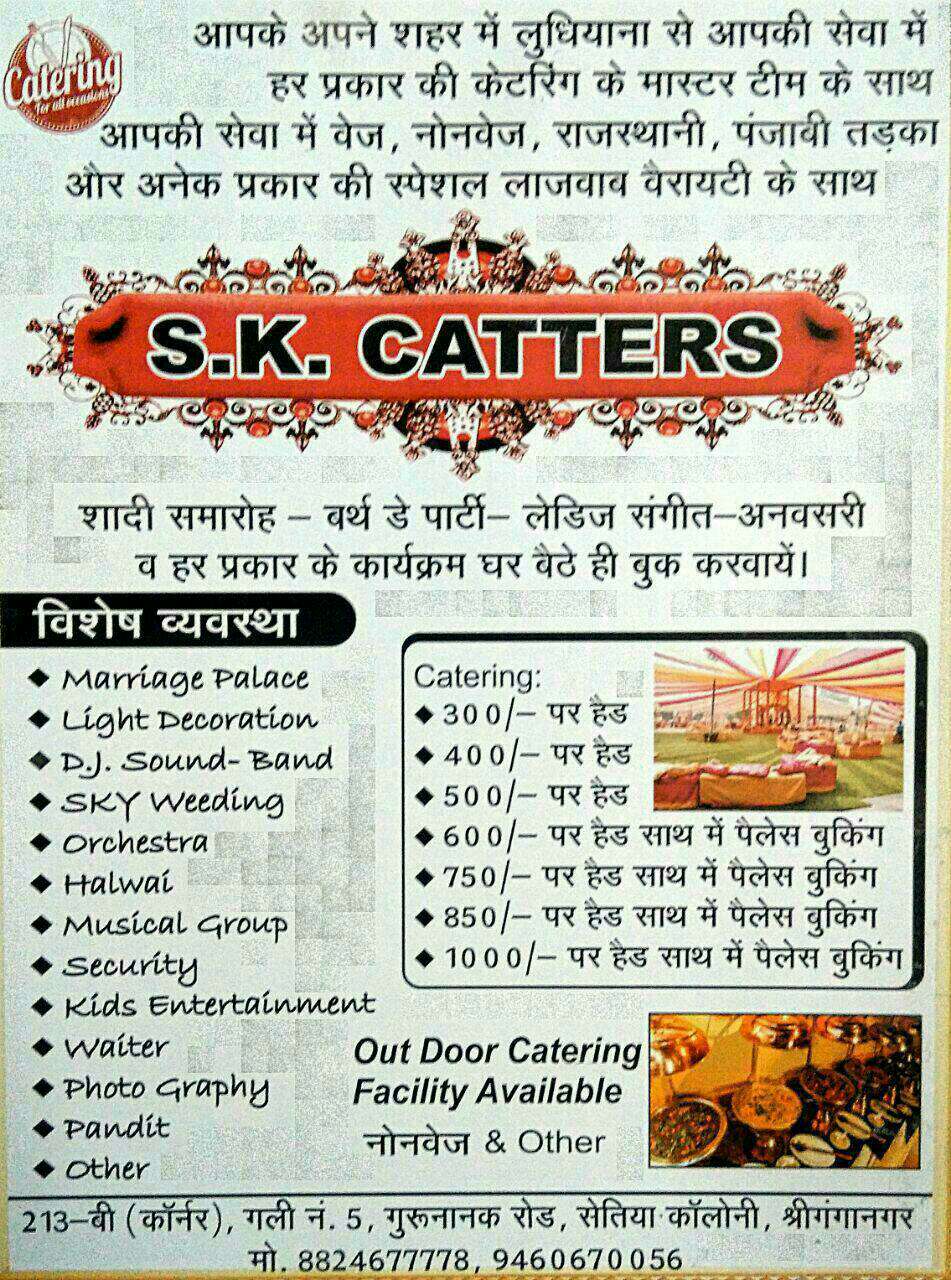 Catering
For all occasions
आपके अपने शहर में लुधियाना से आपकी सेवा में
हर प्रकार की केटरिंग के मास्टर टीम के साथ
आपकी सेवा में वेज, नोनवेज, राजस्थानी, पंजाबी तड़का
और अनेक प्रकार की स्पेशल लाजवाब वैरायटी के साथ
S.K. CATTERS
शादी समारोह – बर्थ डे पार्टी– लेडिज संगीत–अनवसरी
व हर प्रकार के कार्यक्रम घर बैठे ही बुक करवायें।
विशेष व्यवस्था
◆ Marriage Palace
◆ Light Decoration
◆ D.J. Sound- Band
◆ SKY Weeding
◆ Orchestra
◆ Halwai
◆ Musical Group
◆ Security
◆ Kids Entertainment
◆ Waiter
◆ Photo Graphy
◆ Pandit
◆ Other
Catering:
◆ 300/– पर हैड
◆ 400/– पर हैड
◆ 500/– पर हैड
◆ 600/– पर हैड साथ में पैलेस बुकिंग
◆ 750/– पर हैड साथ में पैलेस बुकिंग
◆ 850/– पर हैड साथ में पैलेस बुकिंग
◆ 1000/– पर हैड साथ में पैलेस बुकिंग
Out Door Catering
Facility Available
नोनवेज & Other
213–बी (कॉर्नर), गली नं. 5, गुरूनानक रोड, सेतिया कॉलोनी, श्रीगंगानगर
मो. 8824677778, 9460670056